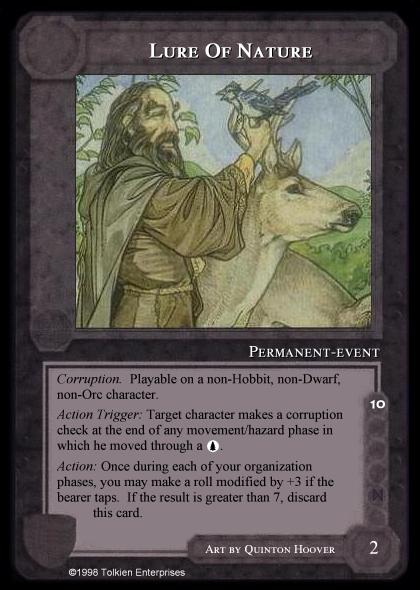 LURE OF NATURE
PERMANENT-EVENT
Corruption. Playable on a non-Hobbit, non-Dwarf,
non-Orc character.
10
Action Trigger: Target character makes a corruption
check at the end of any movement/hazard phase in
which he moved through a .
Action: Once during each of your organization
phases, you may make a roll modified by +3 if the
bearer taps. If the result is greater than 7, discard
this card.
ART BY QUINTON HOOVER
2
©1998 Tolkien Enterprises